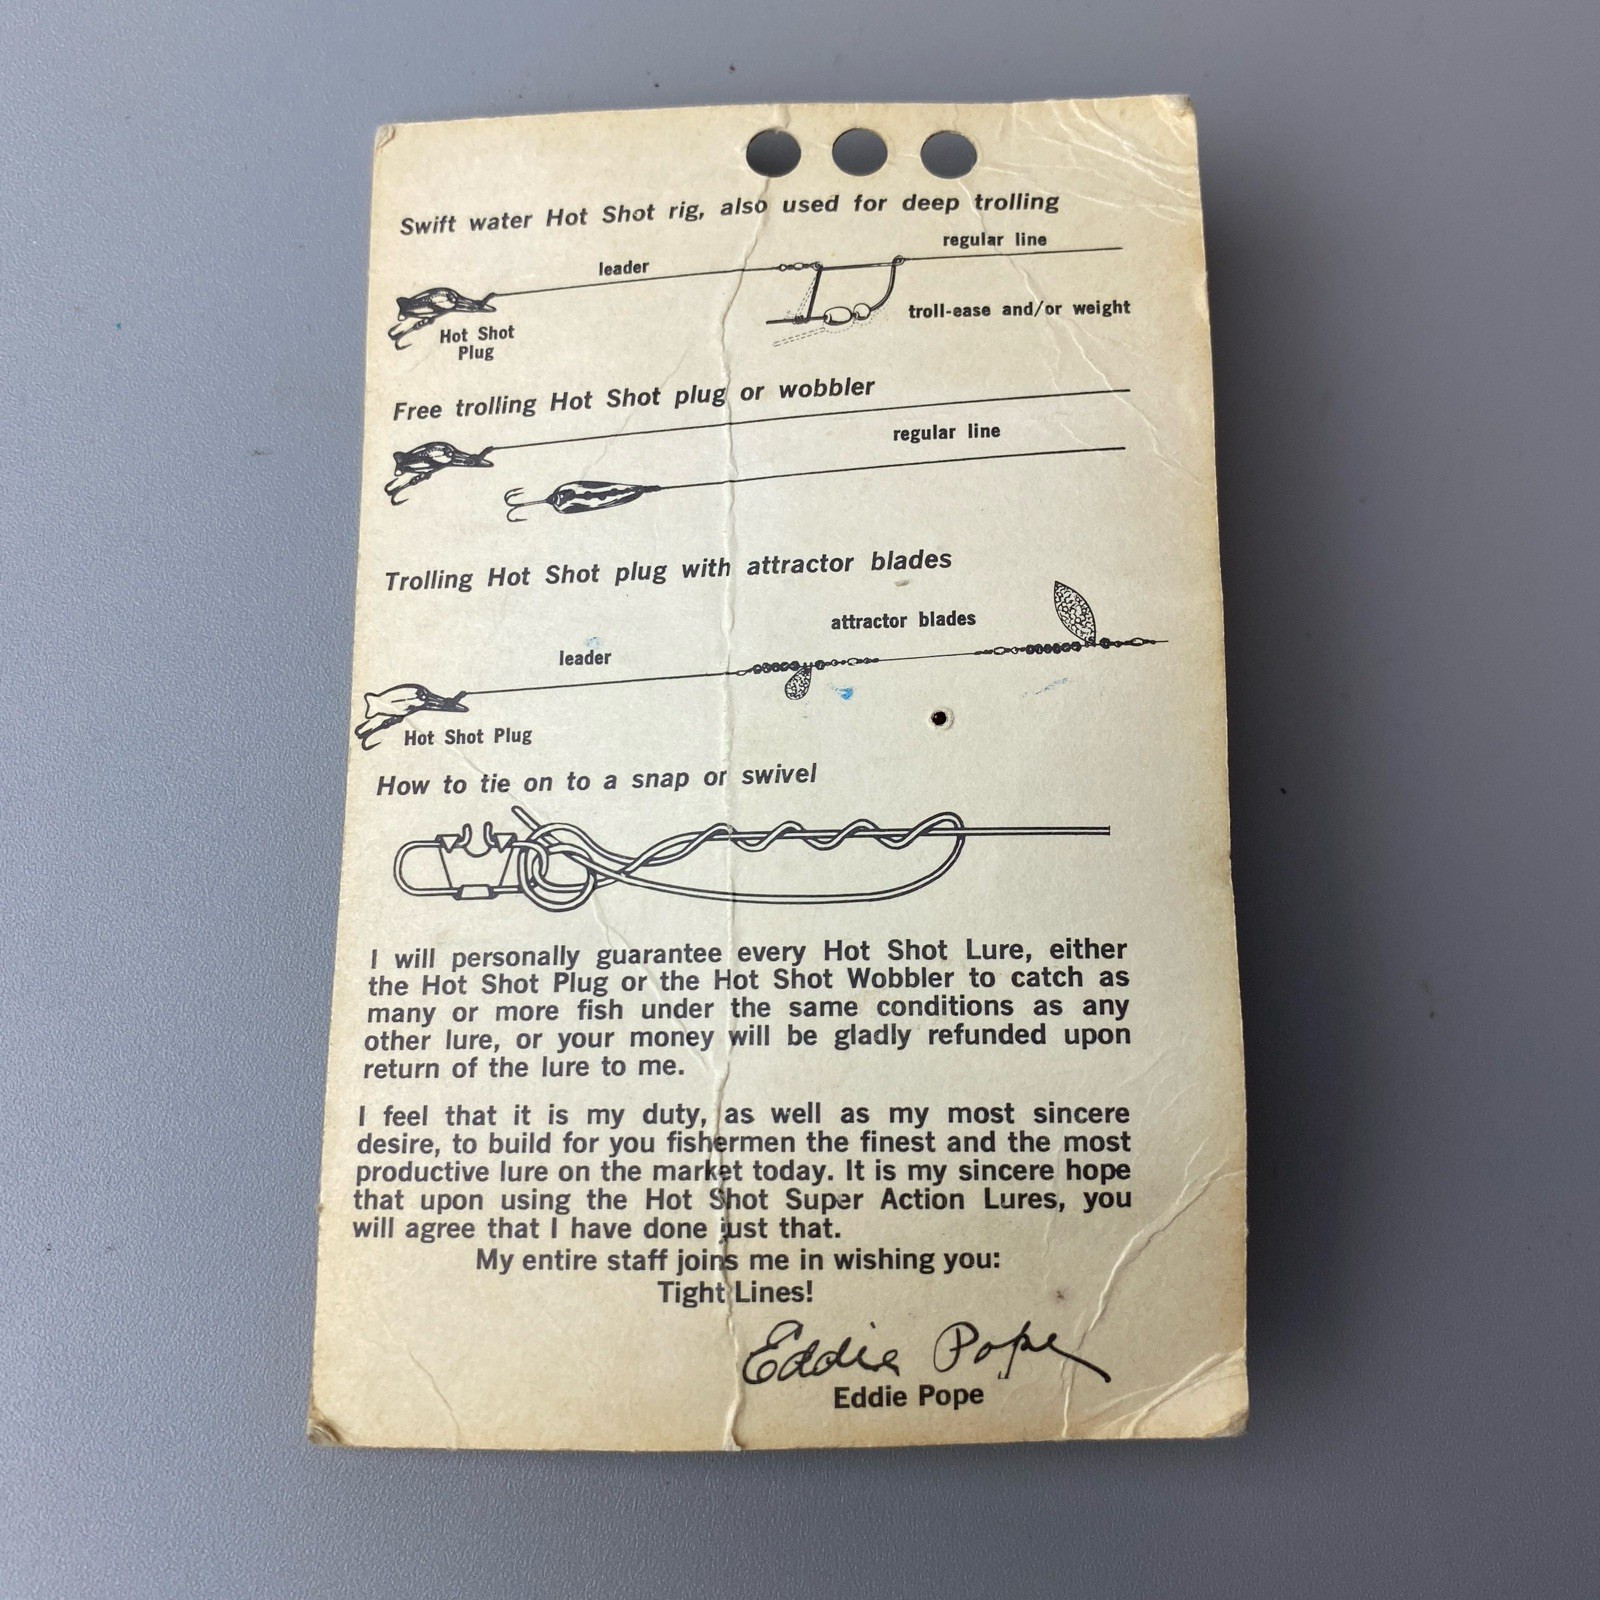 Swift water Hot Shot rig, also used for deep trolling
regular line
leader
troll-ease and/or weight
Hot Shot
Plug
Free trolling Hot Shot plug or wobbler
regular line
Trolling Hot Shot plug with attractor blades
attractor blades
leader
Hot Shot Plug
How to tie on to a snap or swivel
I will personally guarantee every Hot Shot Lure, either
the Hot Shot Plug or the Hot Shot Wobbler to catch as
many or more fish under the same conditions as any
other lure, or your money will be gladly refunded upon
return of the lure to me.
I feel that it is my duty, as well as my most sincere
desire, to build for you fishermen the finest and the most
productive lure on the market today. It is my sincere hope
that upon using the Hot Shot Super Action Lures, you
will agree that I have done just that.
My entire staff joins me in wishing you:
Tight Lines!
Eddie Pope
Eddie Pope